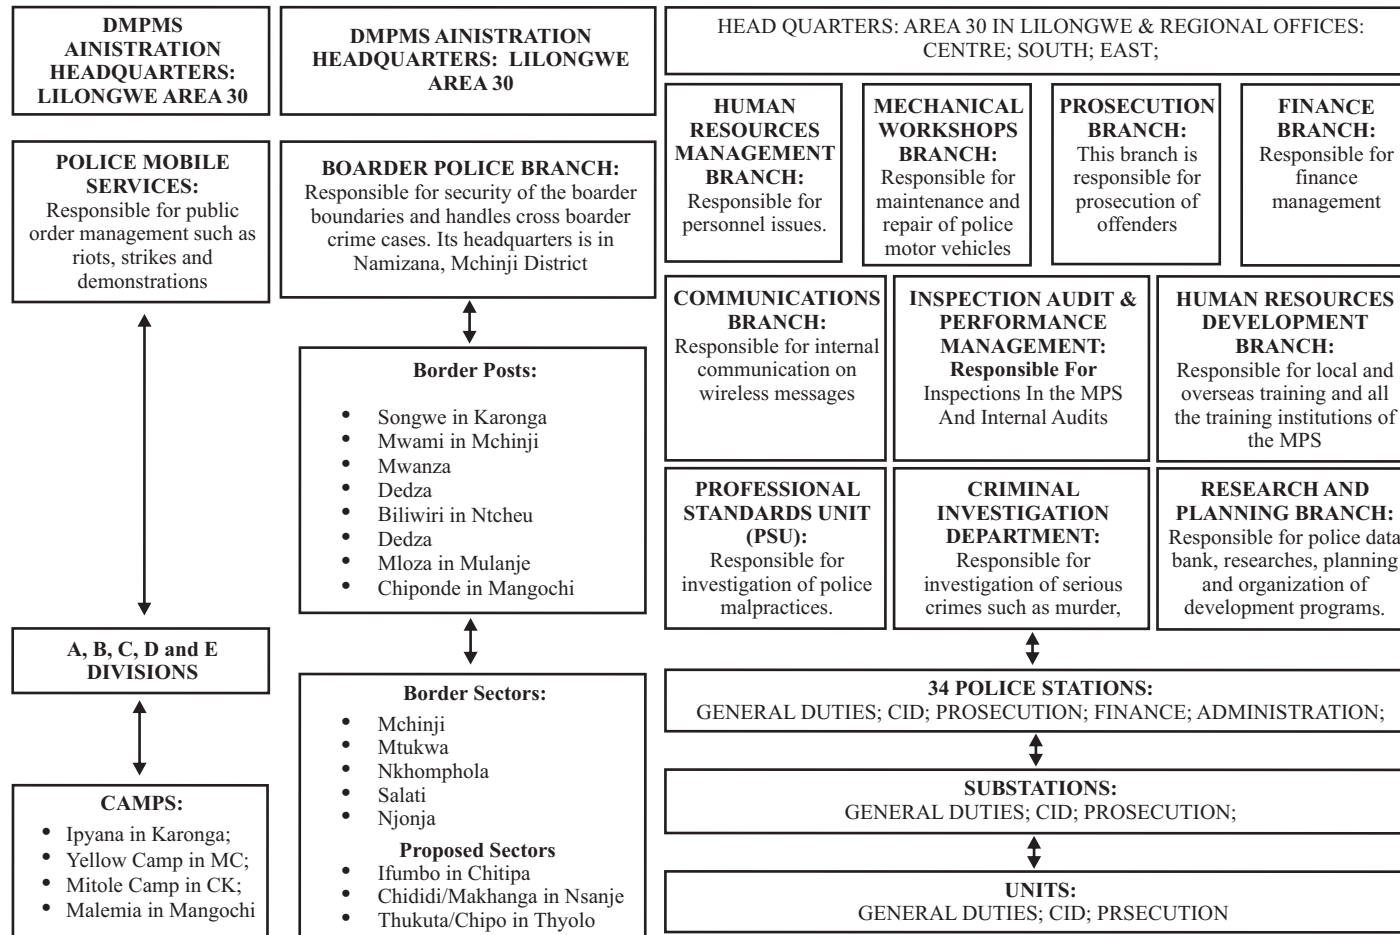 DMPMS
AINISTRATION
HEADQUARTERS:
LILONGWE AREA 30
POLICE MOBILE
SERVICES:
Responsible for public
order management such as
riots, strikes and
demonstrations
A, B, C, D and E
DIVISIONS
CAMPS:
• Ipyana in Karonga;
• Yellow Camp in MC;
• Mitole Camp in CK;
• Malemia in Mangochi
DMPMS AINISTRATION
HEADQUARTERS: LILONGWE
AREA 30
BOARDER POLICE BRANCH:
Responsible for security of the boarder
boundaries and handles cross boarder
crime cases. Its headquarters is in
Namizana, Mchinji District
Border Posts:
• Songwe in Karonga
• Mwami in Mchinji
• Mwanza
• Dedza
• Biliwiri in Ntcheu
• Dedza
• Mloza in Mulanje
• Chiponde in Mangochi
Border Sectors:
• Mchinji
• Mtukwa
• Nkhomphola
• Salati
• Njonja
Proposed Sectors
• Ifumbo in Chitipa
• Chididi/Makhanga in Nsanje
• Thukuta/Chipo in Thyolo
HEAD QUARTERS: AREA 30 IN LILONGWE & REGIONAL OFFICES:
CENTRE; SOUTH; EAST;
HUMAN
RESOURCES
MANAGEMENT
BRANCH:
Responsible for
personnel issues.
MECHANICAL
WORKSHOPS
BRANCH:
Responsible for
maintenance and
repair of police
motor vehicles
PROSECUTION
BRANCH:
This branch is
responsible for
prosecution of
offenders
FINANCE
BRANCH:
Responsible for
finance
management
COMMUNICATIONS
BRANCH:
Responsible for internal
communication on
wireless messages
INSPECTION AUDIT &
PERFORMANCE
MANAGEMENT:
Responsible For
Inspections In the MPS
And Internal Audits
HUMAN RESOURCES
DEVELOPMENT
BRANCH:
Responsible for local and
overseas training and all
the training institutions of
the MPS
PROFESSIONAL
STANDARDS UNIT
(PSU):
Responsible for
investigation of police
malpractices.
CRIMINAL
INVESTIGATION
DEPARTMENT:
Responsible for
investigation of serious
crimes such as murder,
RESEARCH AND
PLANNING BRANCH:
Responsible for police data
bank, researches, planning
and organization of
development programs.
34 POLICE STATIONS:
GENERAL DUTIES; CID; PROSECUTION; FINANCE; ADMINISTRATION;
SUBSTATIONS:
GENERAL DUTIES; CID; PROSECUTION;
UNITS:
GENERAL DUTIES; CID; PRSECUTION